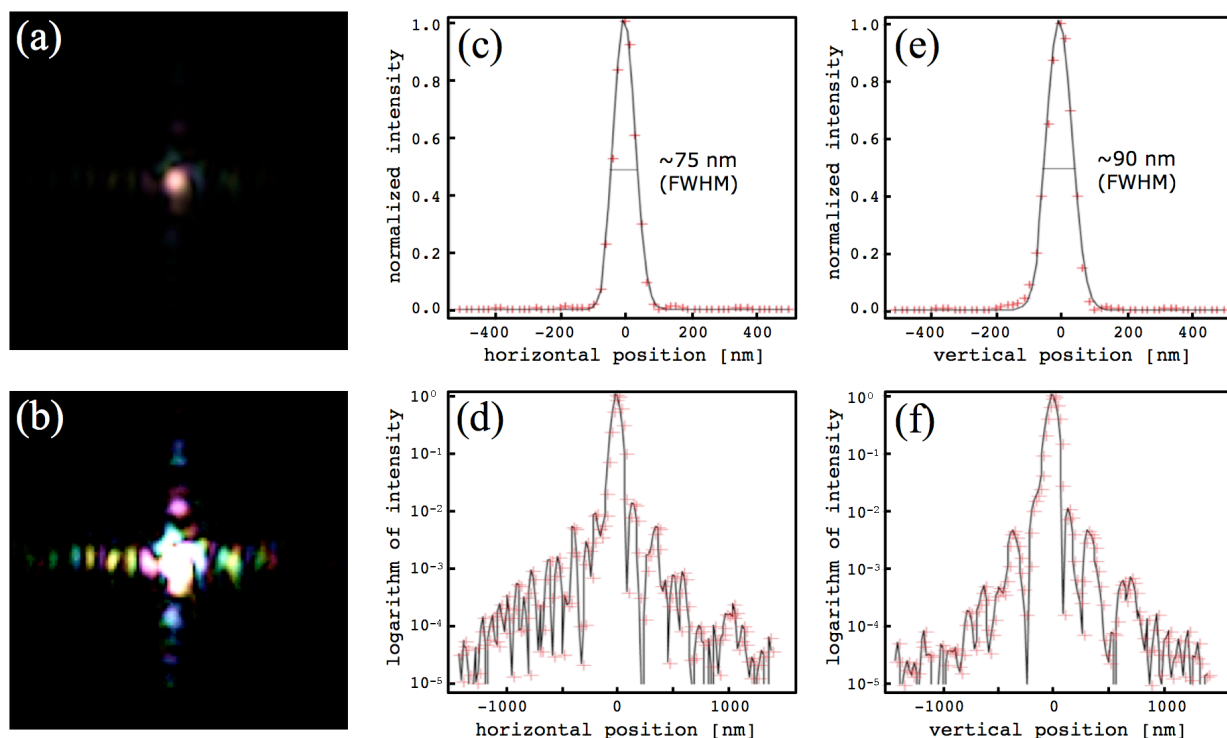 (a)
(b)
(c)
normalized intensity
1.0
0.8
0.6
0.4
0.2
0.0
~75 nm
(FWHM)
-400 -200 0 200 400
horizontal position [nm]
(e)
normalized intensity
1.0
0.8
0.6
0.4
0.2
0.0
~90 nm
(FWHM)
-400 -200 0 200 400
vertical position [nm]
(d)
logarithm of intensity
10⁰
10⁻¹
10⁻²
10⁻³
10⁻⁴
10⁻⁵
-1000 0 1000
horizontal position [nm]
(f)
logarithm of intensity
10⁰
10⁻¹
10⁻²
10⁻³
10⁻⁴
10⁻⁵
-1000 0 1000
vertical position [nm]